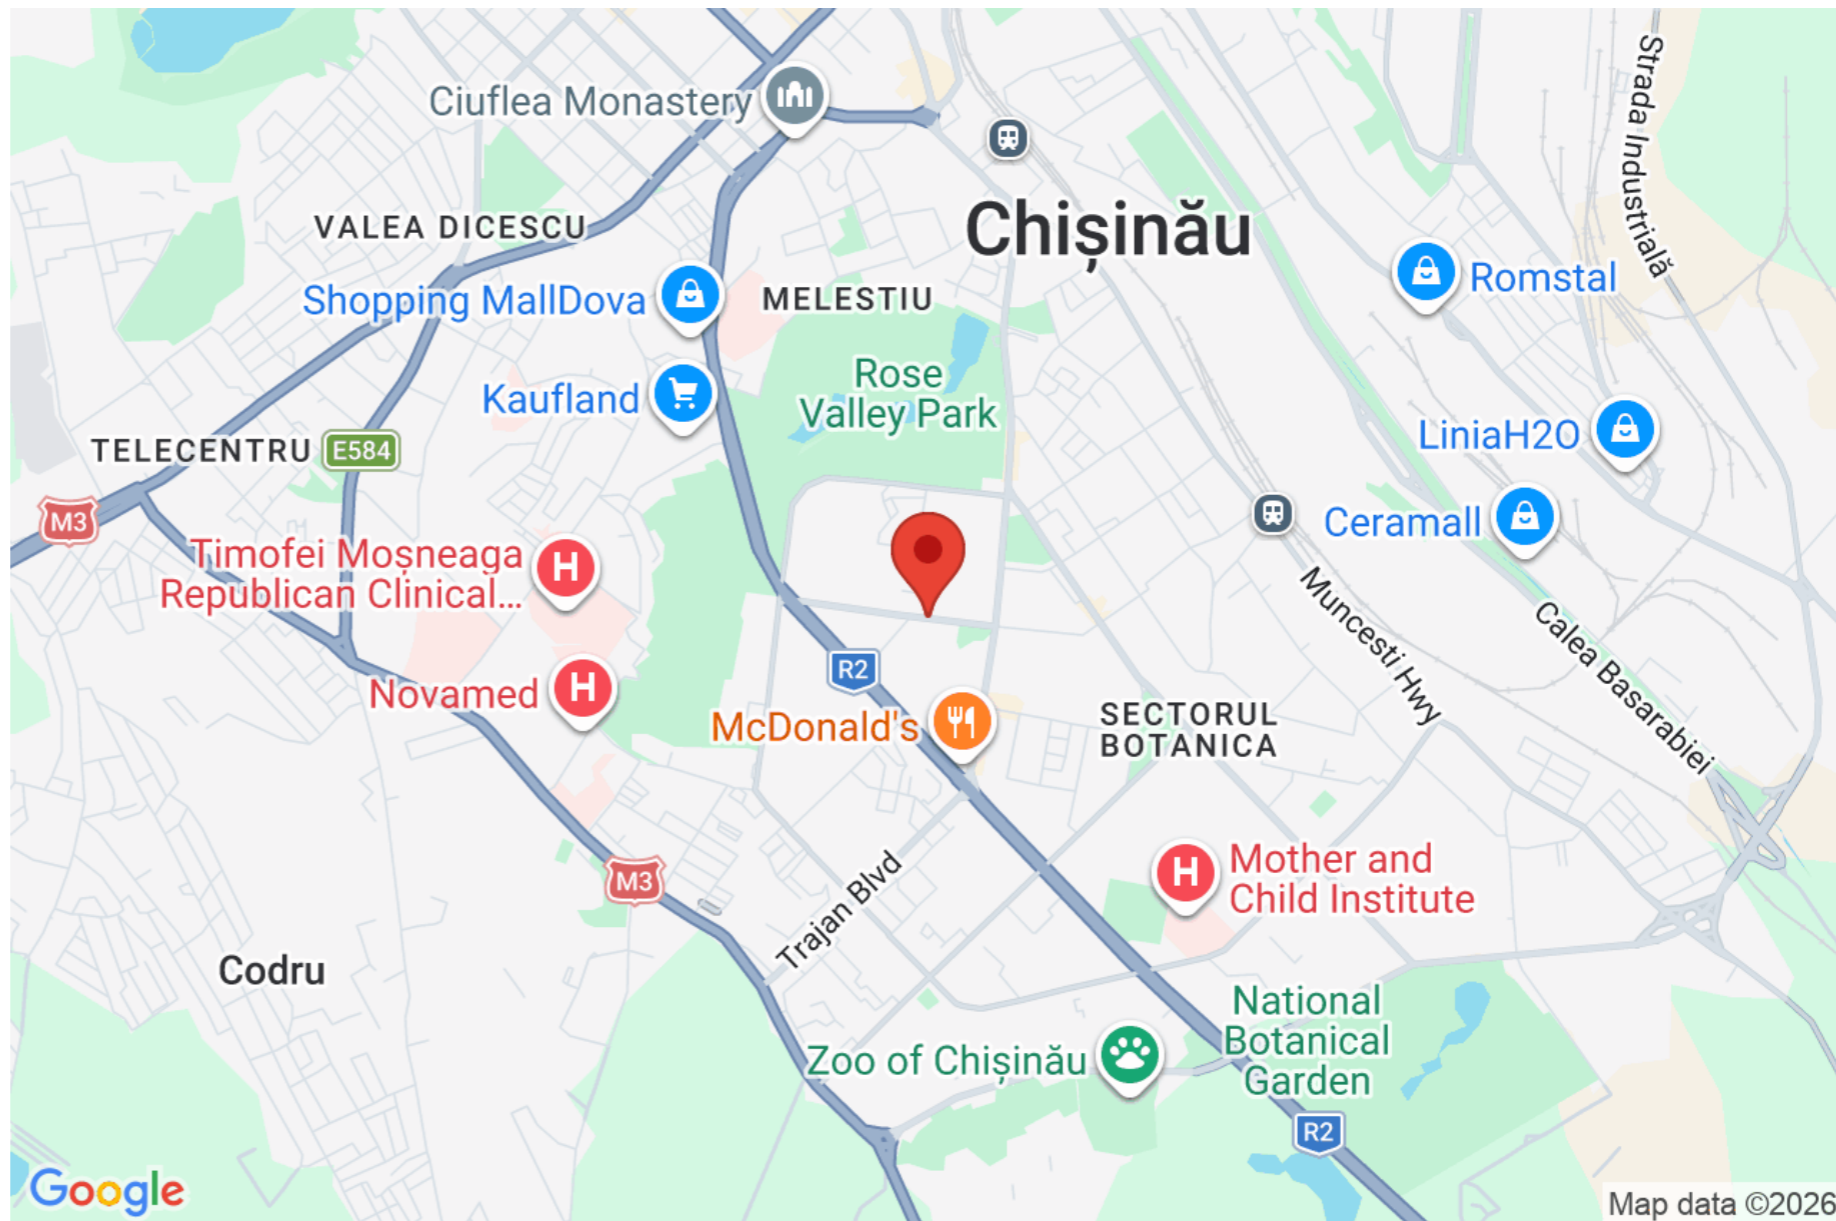 Strada Industrială
Ciuflea Monastery
VALEA DICESCU
Chișinău
Shopping MallDova
MELESTIU
Romstal
Rose
Valley Park
Kaufland
LiniaH2O
TELECENTRU
E584
M3
Ceramall
Timofei Moșneaga
Republican Clinical...
H
Muncesti Hwy
Calea Basarabiei
R2
Novamed
H
McDonald's
SECTORUL
BOTANICA
M3
Trajan Blvd
H
Mother and
Child Institute
Codru
National
Botanical
Garden
Zoo of Chișinău
R2
Google
Map data ©2026